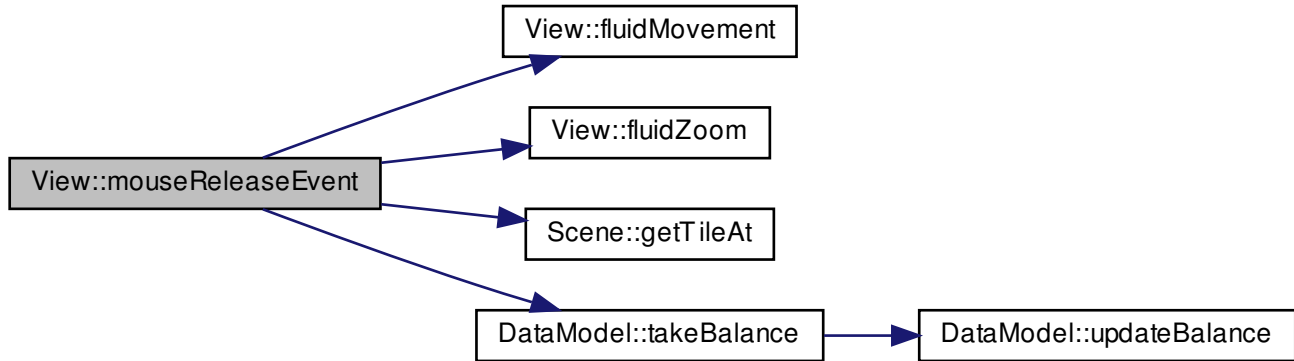 View::fluidMovement
View::fluidZoom
View::mouseReleaseEvent
Scene::getTileAt
DataModel::takeBalance
DataModel::updateBalance